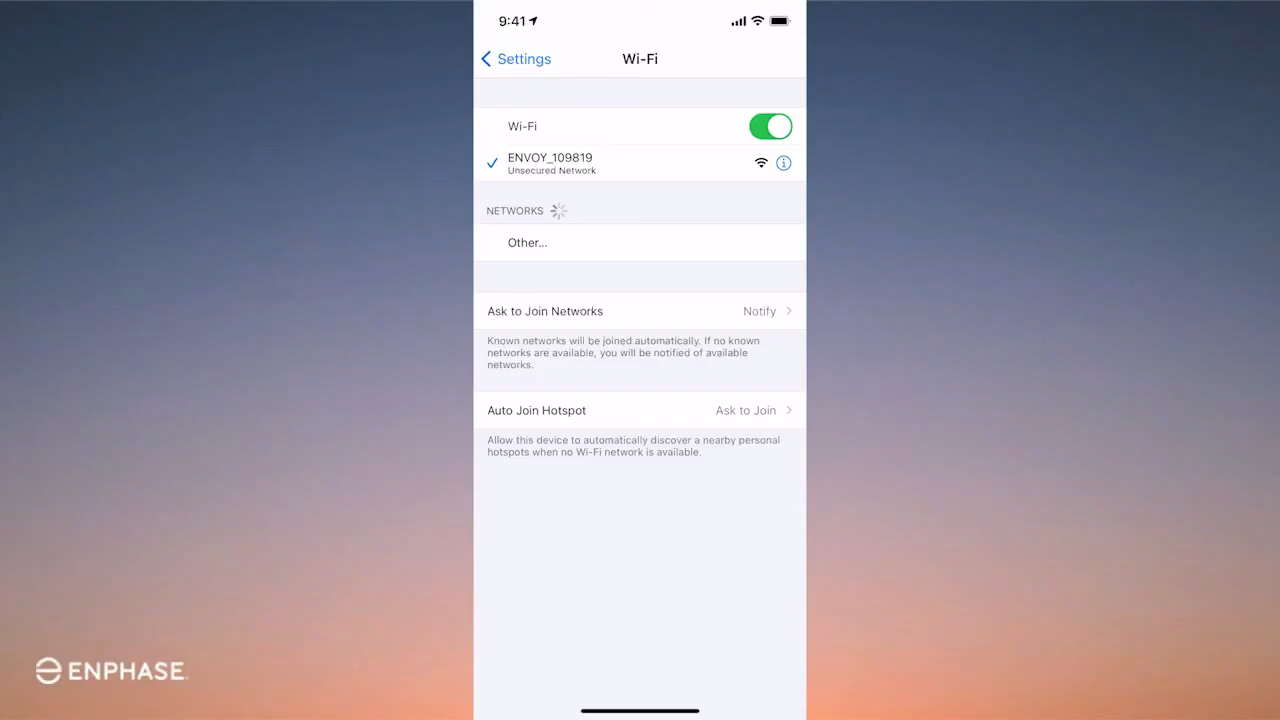 9:41
Settings
Wi-Fi
Wi-Fi
ENVOY_109819
Unsecured Network
NETWORKS
Other...
Ask to Join Networks Notify
Known networks will be joined automatically. If no known
networks are available, you will be notified of available
networks.
Auto Join Hotspot Ask to Join
Allow this device to automatically discover a nearby personal
hotspots when no Wi-Fi network is available.
ENPHASE